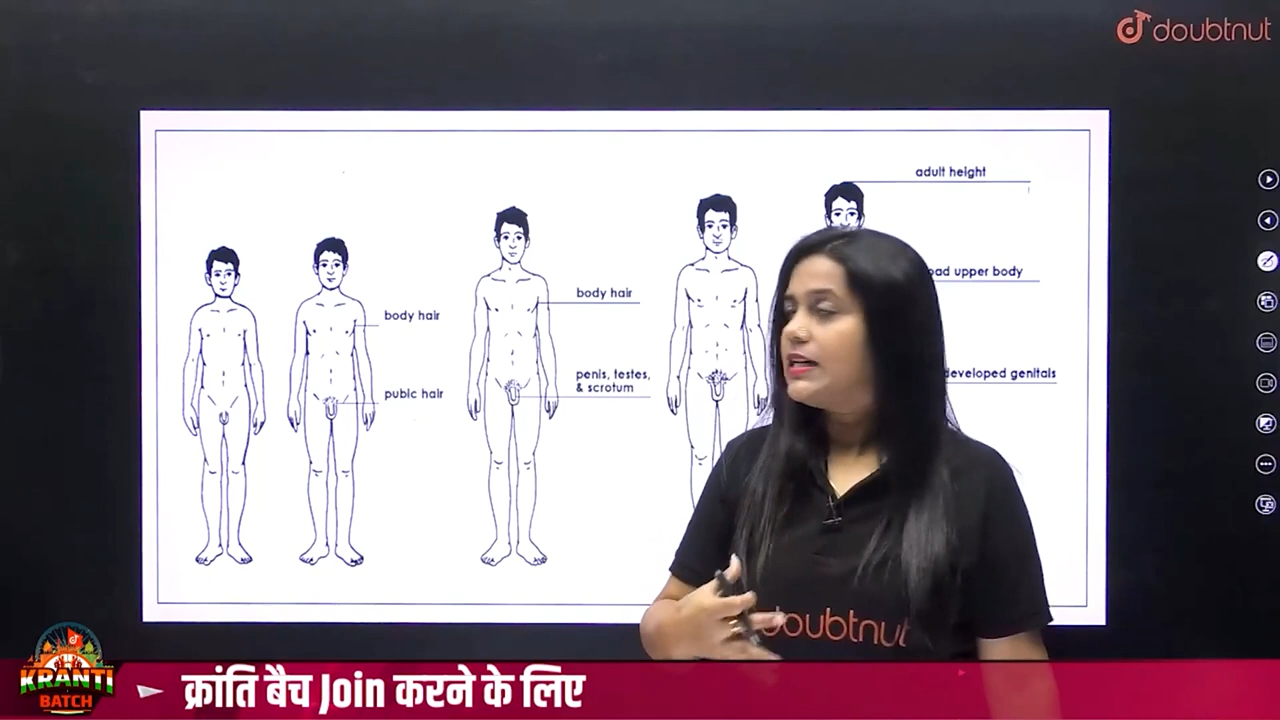 doubtnut
adult height
body hair
pubic hair
body hair
penis, testes,
& scrotum
upper body
developed genitals
doubtnut
KRANTI
BATCH
क्रांति बैच Join करने के लिए